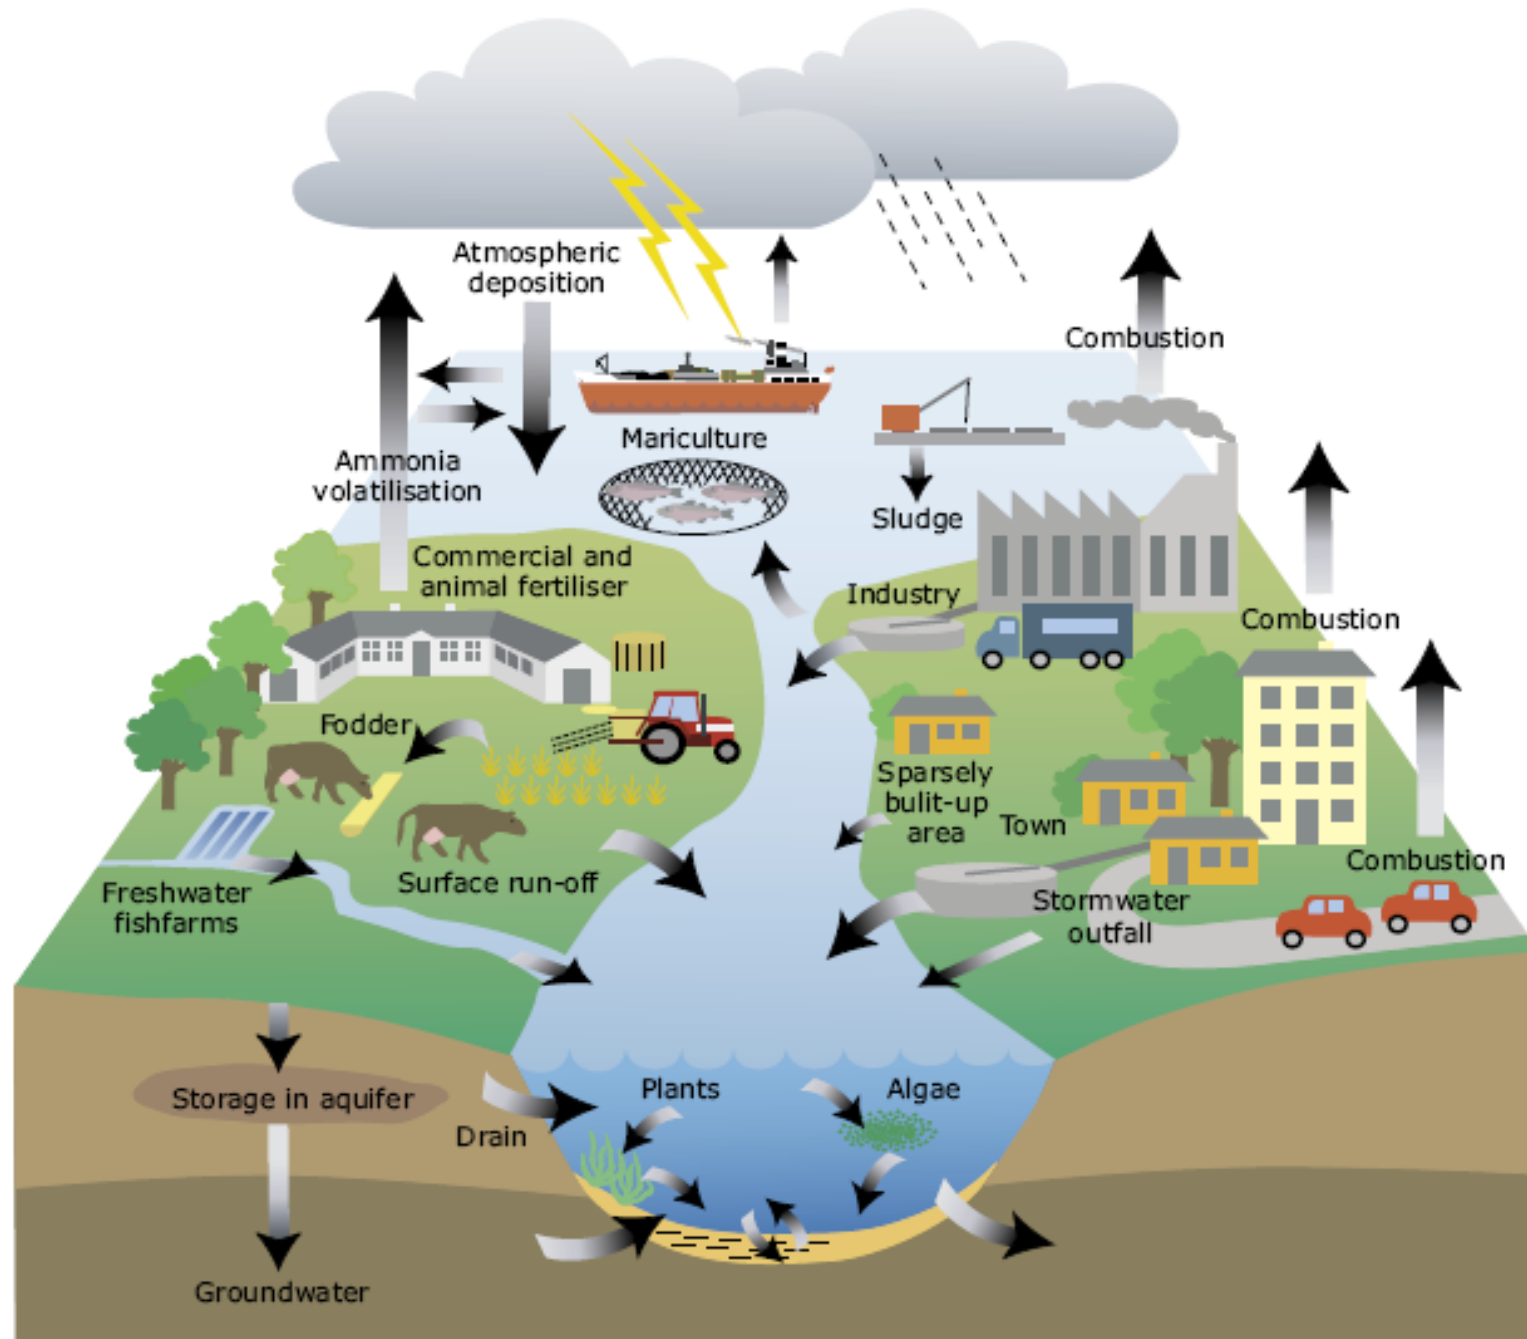 Atmospheric
deposition
Combustion
Mariculture
Ammonia
volatilisation
Sludge
Commercial and
animal fertiliser
Industry
Combustion
Fodder
Sparsely
bulit-up
area
Town
Combustion
Freshwater
fishfarms
Surface run-off
Stormwater
outfall
Storage in aquifer
Plants
Algae
Drain
Groundwater